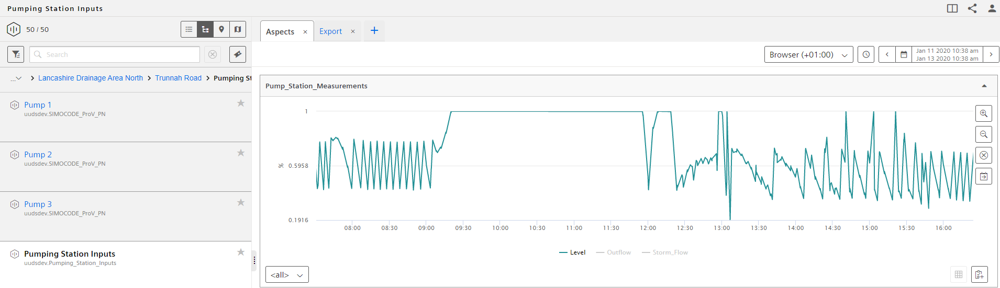 Pumping Station Inputs
50 / 50
Search
... Lancashire Drainage Area North Trunnah Road Pumping St
Pump 1
uudsdev.SIMOCODE_ProV_PN
Pump 2
uudsdev.SIMOCODE_ProV_PN
Pump 3
uudsdev.SIMOCODE_ProV_PN
Pumping Station Inputs
uudsdev.Pumping_Station_Inputs
Aspects Export
Browser (+01:00)
Jan 11 2020 10:38 am
Jan 13 2020 10:38 am
Pump_Station_Measurements
1
% 0.5958
0.1916
08:00 08:30 09:00 09:30 10:00 10:30 11:00 11:30 12:00 12:30 13:00 13:30 14:00 14:30 15:00 15:30 16:00
Level Outflow Storm_Flow
<all>